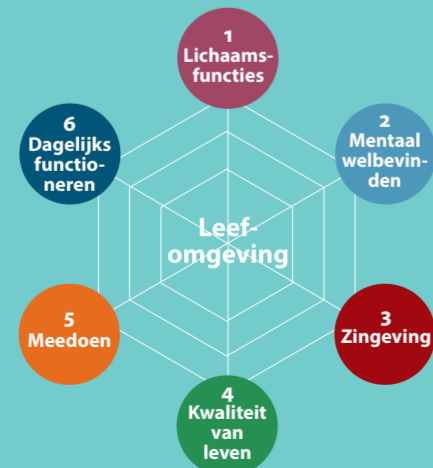 1
Lichaams-
functies
2
Mentaal
welbevin-
den
3
Zingeving
4
Kwaliteit
van
leven
5
Meedoen
6
Dagelijks
functio-
neren
Leef-
omgeving